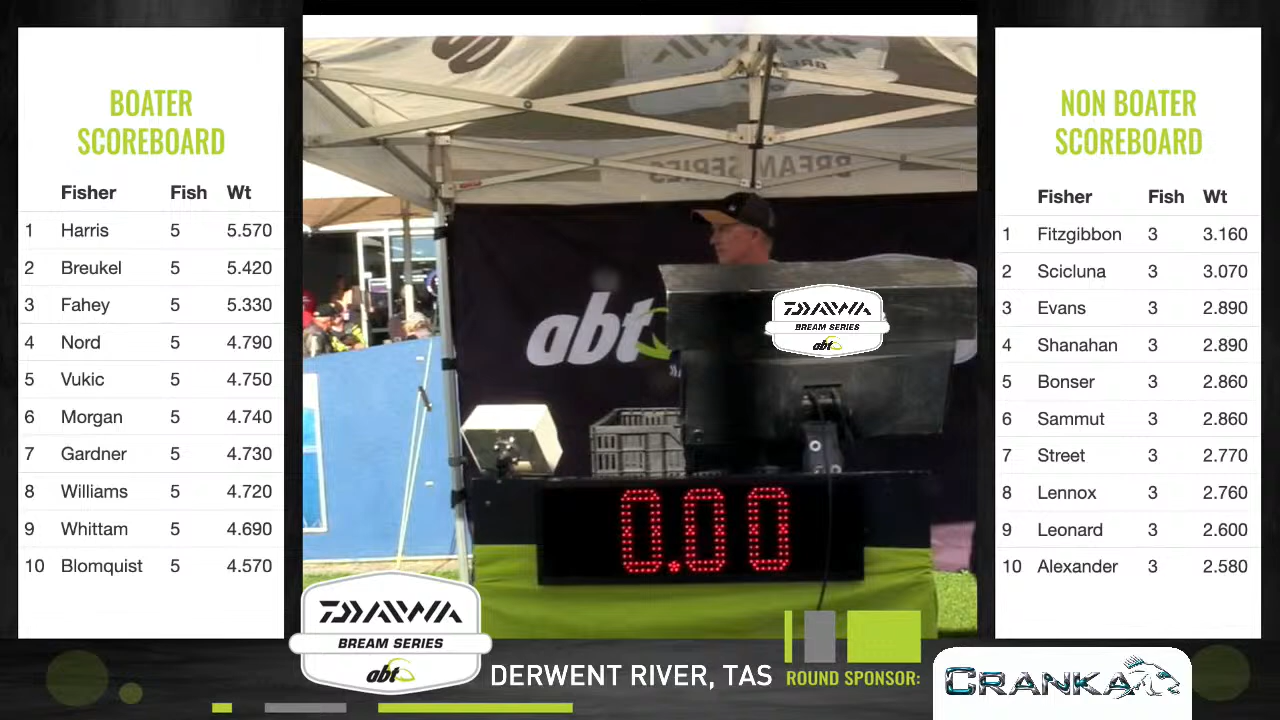 BOATER
SCOREBOARD
Fisher Fish Wt
1 Harris 5 5.570
2 Breukel 5 5.420
3 Fahey 5 5.330
4 Nord 5 4.790
5 Vukic 5 4.750
6 Morgan 5 4.740
7 Gardner 5 4.730
8 Williams 5 4.720
9 Whittam 5 4.690
10 Blomquist 5 4.570
BREAM SERIES
abt
DAIWA
BREAM SERIES
abt
0.00
NON BOATER
SCOREBOARD
Fisher Fish Wt
1 Fitzgibbon 3 3.160
2 Scicluna 3 3.070
3 Evans 3 2.890
4 Shanahan 3 2.890
5 Bonser 3 2.860
6 Sammut 3 2.860
7 Street 3 2.770
8 Lennox 3 2.760
9 Leonard 3 2.600
10 Alexander 3 2.580
DAIWA
BREAM SERIES
abt
DERWENT RIVER, TAS
ROUND SPONSOR:
CRANKA